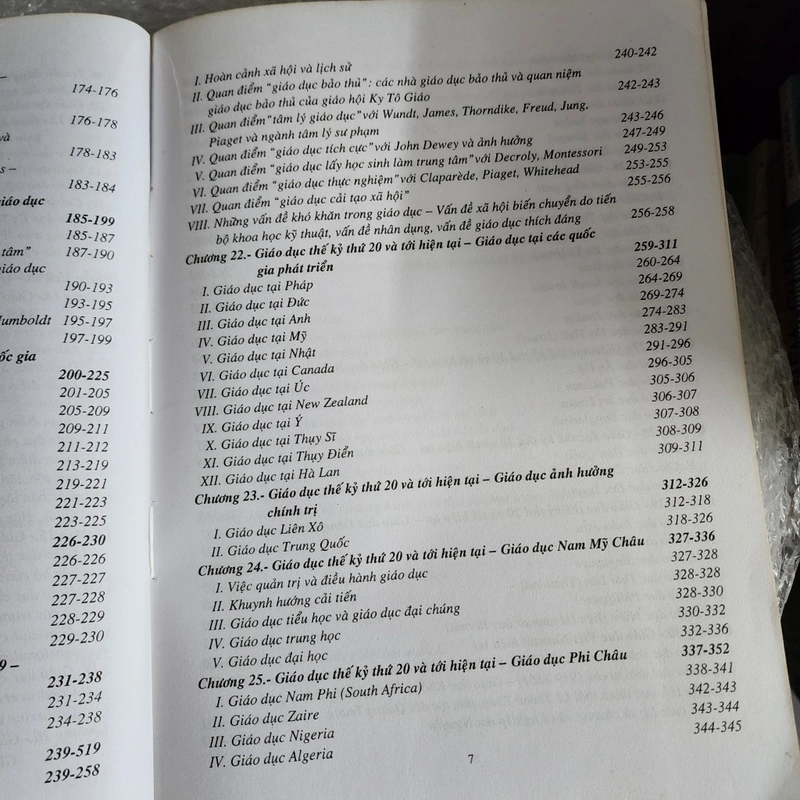 –
174-176
176-178
và
178-183
s –
183-184
giáo dục
185-199
185-187
t tâm” 187-190
giáo dục
190-193
193-195
Humboldt 195-197
197-199
ốc gia
200-225
201-205
205-209
209-211
211-212
213-219
219-221
221-223
223-225
226-230
226-226
227-227
227-228
228-229
229-230
9 –
231-238
231-234
234-238
239-519
239-258
I. Hoàn cảnh xã hội và lịch sử 240-242
II. Quan điểm “giáo dục bảo thủ”: các nhà giáo dục bảo thủ và quan niệm
giáo dục bảo thủ của giáo hội Ky Tô Giáo 242-243
III. Quan điểm“tâm lý giáo dục”với Wundt, James, Thorndike, Freud, Jung,
Piaget và ngành tâm lý sư phạm 243-246
IV. Quan điểm “giáo dục tích cực”với John Dewey và ảnh hưởng 247-249
V. Quan điểm “giáo dục lấy học sinh làm trung tâm”với Decroly, Montessori 249-253
VI. Quan điểm “giáo dục thực nghiệm”với Claparède, Piaget, Whitehead 253-255
VII. Quan điểm “giáo dục cải tạo xã hội” 255-256
VIII. Những vấn đề khó khăn trong giáo dục – Vấn đề xã hội biến chuyển do tiến
bộ khoa học kỹ thuật, vấn đề nhân dụng, vấn đề giáo dục thích đáng 256-258
Chương 22.- Giáo dục thế kỷ thứ 20 và tới hiện tại – Giáo dục tại các quốc
gia phát triển 259-311
I. Giáo dục tại Pháp 260-264
II. Giáo dục tại Đức 264-269
III. Giáo dục tại Anh 269-274
IV. Giáo dục tại Mỹ 274-283
V. Giáo dục tại Nhật 283-291
VI. Giáo dục tại Canada 291-296
VII. Giáo dục tại Úc 296-305
VIII. Giáo dục tại New Zealand 305-306
IX. Giáo dục tại Ý 306-307
X. Giáo dục tại Thụy Sĩ 307-308
XI. Giáo dục tại Thụy Điển 308-309
XII. Giáo dục tại Hà Lan 309-311
Chương 23.- Giáo dục thế kỷ thứ 20 và tới hiện tại – Giáo dục ảnh hưởng
chính trị 312-326
I. Giáo dục Liên Xô 312-318
II. Giáo dục Trung Quốc 318-326
Chương 24.- Giáo dục thế kỷ thứ 20 và tới hiện tại – Giáo dục Nam Mỹ Châu 327-336
I. Việc quản trị và điều hành giáo dục 327-328
II. Khuynh hướng cải tiến 328-328
III. Giáo dục tiểu học và giáo dục đại chúng 328-330
IV. Giáo dục trung học 330-332
V. Giáo dục đại học 332-336
Chương 25.- Giáo dục thế kỷ thứ 20 và tới hiện tại – Giáo dục Phi Châu 337-352
I. Giáo dục Nam Phi (South Africa) 338-341
II. Giáo dục Zaire 342-343
III. Giáo dục Nigeria 343-344
IV. Giáo dục Algeria 344-345
7